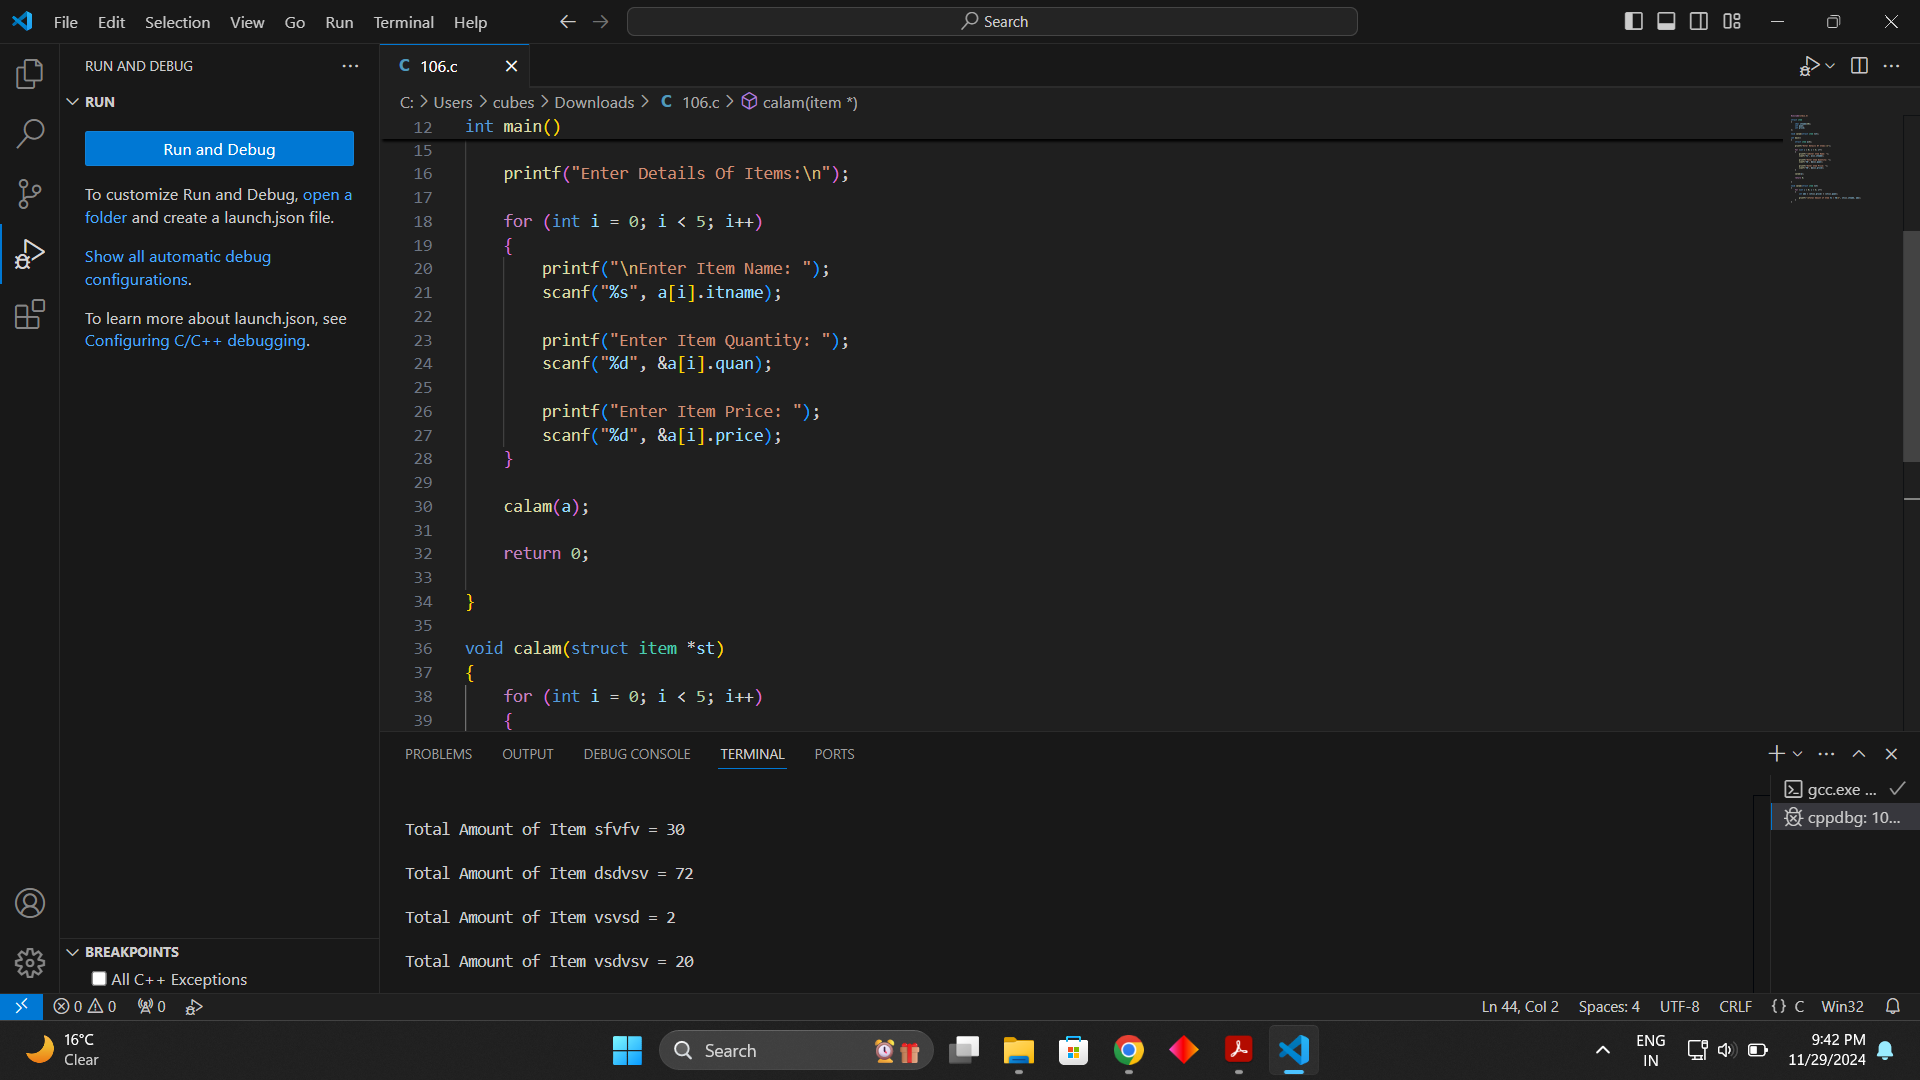 File Edit Selection View Go Run Terminal Help
Search
RUN AND DEBUG
RUN
Run and Debug
To customize Run and Debug, open a
folder and create a launch.json file.
Show all automatic debug
configurations.
To learn more about launch.json, see
Configuring C/C++ debugging.
BREAKPOINTS
All C++ Exceptions
C 106.c
C: > Users > cubes > Downloads > C 106.c > calam(item *)
12 int main()
15
16 printf("Enter Details Of Items:\n");
17
18 for (int i = 0; i < 5; i++)
19 {
20 printf("\nEnter Item Name: ");
21 scanf("%s", a[i].itname);
22
23 printf("Enter Item Quantity: ");
24 scanf("%d", &a[i].quan);
25
26 printf("Enter Item Price: ");
27 scanf("%d", &a[i].price);
28 }
29
30 calam(a);
31
32 return 0;
33
34 }
35
36 void calam(struct item *st)
37 {
38 for (int i = 0; i < 5; i++)
39 {
PROBLEMS OUTPUT DEBUG CONSOLE TERMINAL PORTS
Total Amount of Item sfvfv = 30
Total Amount of Item dsdvsv = 72
Total Amount of Item vsvsd = 2
Total Amount of Item vsdvsv = 20
gcc.exe ...
cppdbg: 10...
0 0 0
Ln 44, Col 2 Spaces: 4 UTF-8 CRLF {} C Win32
16°C
Clear
Search
ENG
IN
9:42 PM
11/29/2024